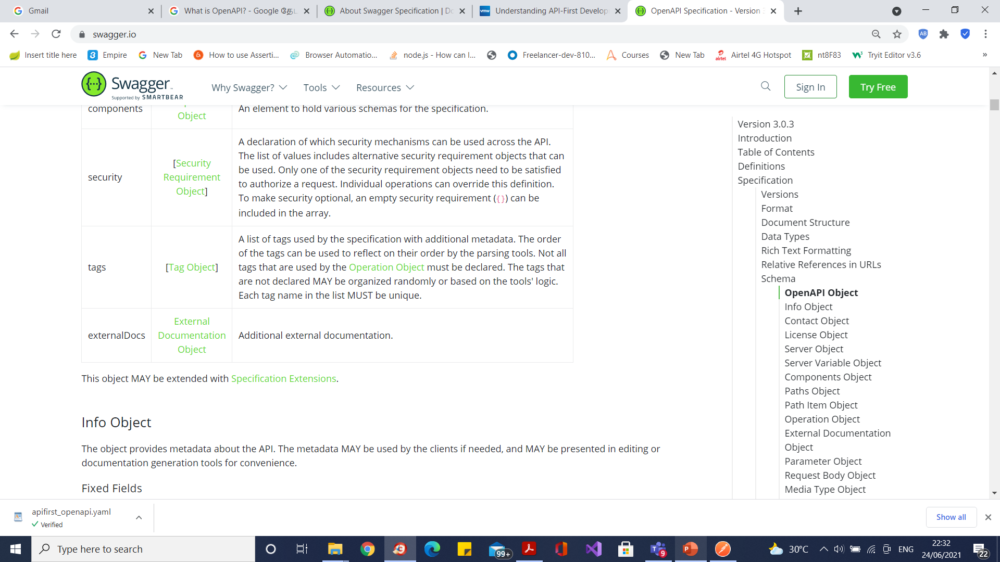 Gmail
What is OpenAPI? - Google
About Swagger Specification | Do
Understanding API-First Develop
OpenAPI Specification - Version
swagger.io
Insert title here
Empire
New Tab
How to use Asserti...
Browser Automatio...
node.js - How can I...
Freelancer-dev-810...
Courses
New Tab
Airtel 4G Hotspot
nt8F83
Tryit Editor v3.6
»
Swagger
Supported by SMARTBEAR
Why Swagger?
Tools
Resources
Sign In
Try Free
components
Object
An element to hold various schemas for the specification.
security
[Security
Requirement
Object]
A declaration of which security mechanisms can be used across the API.
The list of values includes alternative security requirement objects that can
be used. Only one of the security requirement objects need to be satisfied
to authorize a request. Individual operations can override this definition.
To make security optional, an empty security requirement ({}) can be
included in the array.
tags
[Tag Object]
A list of tags used by the specification with additional metadata. The order
of the tags can be used to reflect on their order by the parsing tools. Not all
tags that are used by the Operation Object must be declared. The tags that
are not declared MAY be organized randomly or based on the tools' logic.
Each tag name in the list MUST be unique.
externalDocs
External
Documentation
Object
Additional external documentation.
This object MAY be extended with Specification Extensions.
Info Object
The object provides metadata about the API. The metadata MAY be used by the clients if needed, and MAY be presented in editing or
documentation generation tools for convenience.
Fixed Fields
Version 3.0.3
Introduction
Table of Contents
Definitions
Specification
Versions
Format
Document Structure
Data Types
Rich Text Formatting
Relative References in URLs
Schema
OpenAPI Object
Info Object
Contact Object
License Object
Server Object
Server Variable Object
Components Object
Paths Object
Path Item Object
Operation Object
External Documentation
Object
Parameter Object
Request Body Object
Media Type Object
apifirst_openapi.yaml
Verified
Show all
Type here to search
99+
9
30°C
ENG
22:32
24/06/2021
22